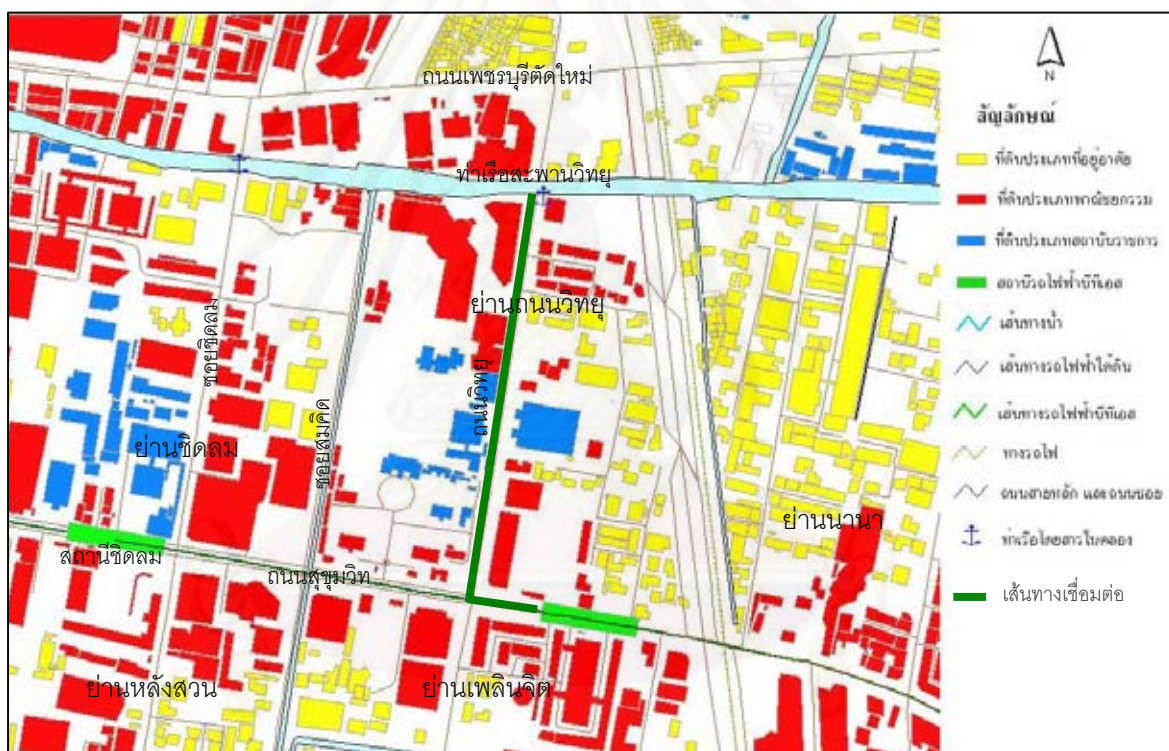 ถนนเพชรบุรีตัดใหม่
ท่าเรือสะพานวิทยุ
ย่านถนนวิทยุ
ซอยชิดลม
ถนนวิทยุ
ย่านชิดลม
ซอยสมคิด
ย่านนานา
สถานีชิดลม
ถนนสุขุมวิท
ย่านหลังสวน
ย่านเพลินจิต
N
สัญลักษณ์
ที่ดินประเภทที่อยู่อาศัย
ที่ดินประเภทพาณิชยกรรม
ที่ดินประเภทสถาบันราชการ
สถานีรถไฟฟ้าบีทีเอส
เส้นทางน้ำ
เส้นทางรถไฟฟ้าใต้ดิน
เส้นทางรถไฟฟ้าบีทีเอส
ทางรถไฟ
ถนนสายหลัก และถนนซอย
ท่าเรือโดยสารในคลอง
เส้นทางเชื่อมต่อ